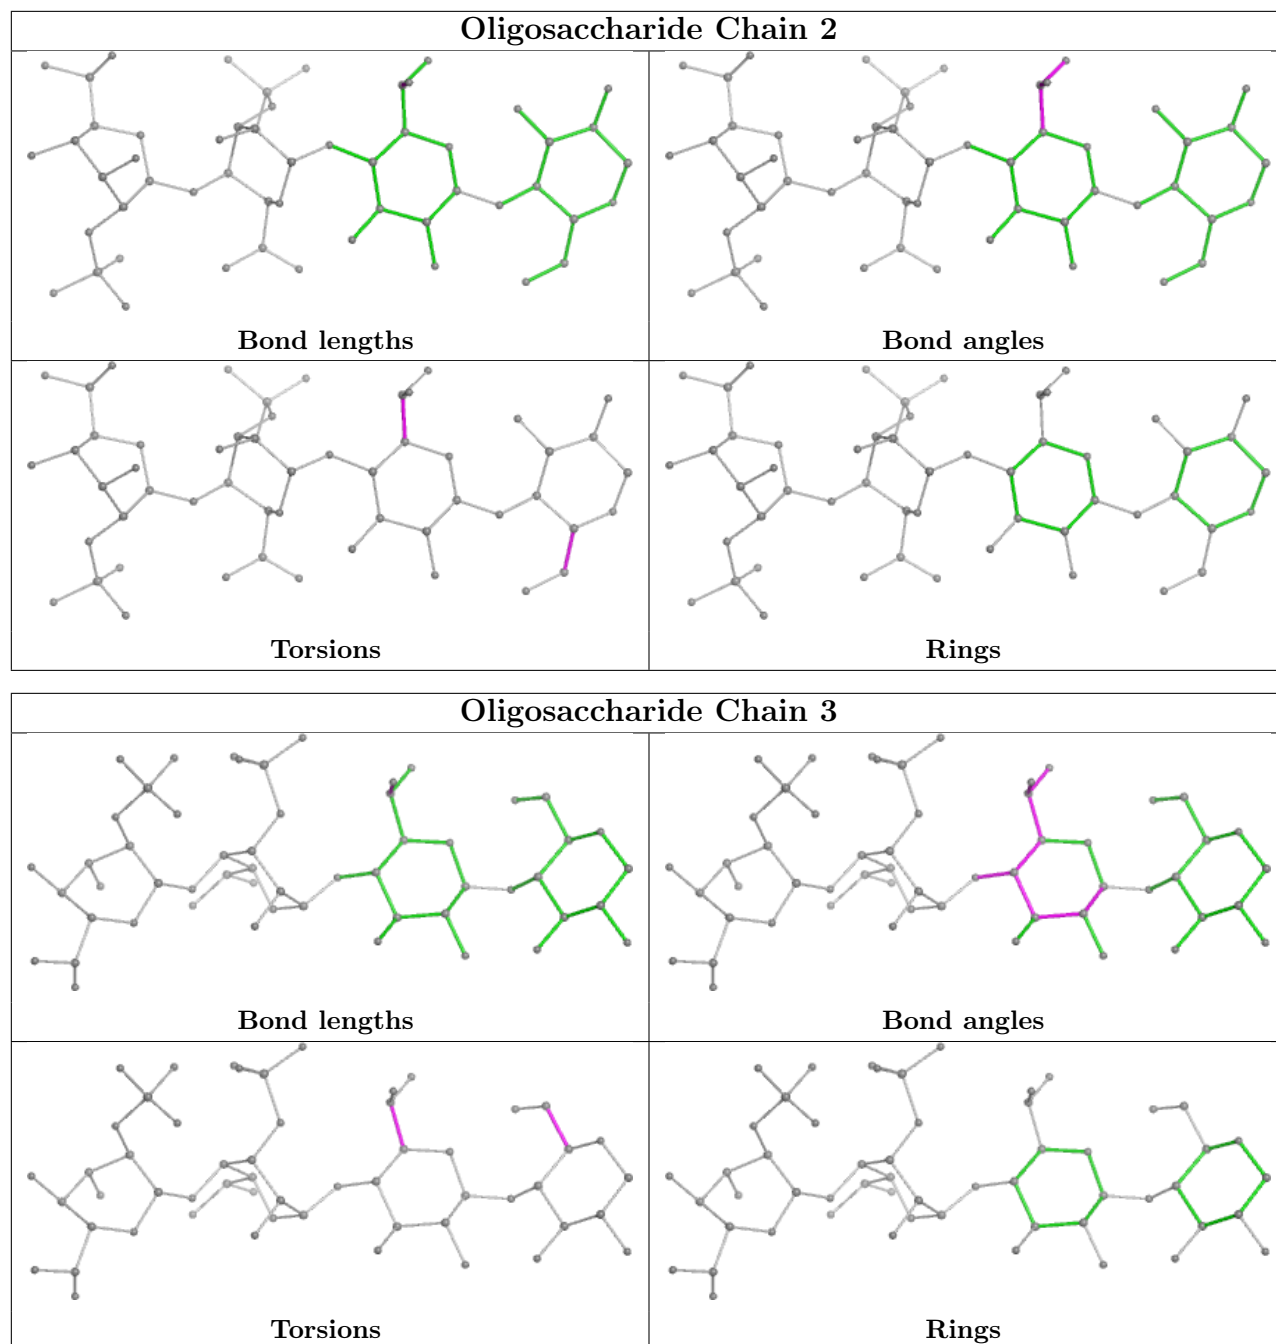 Oligosaccharide Chain 2
Bond lengths
Bond angles
Torsions
Rings
Oligosaccharide Chain 3
Bond lengths
Bond angles
Torsions
Rings